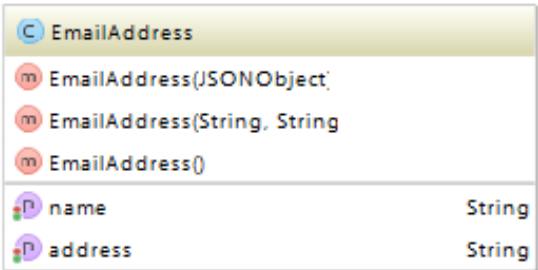 C EmailAddress
m EmailAddress(JSONObject)
m EmailAddress(String, String
m EmailAddress()
P name String
P address String